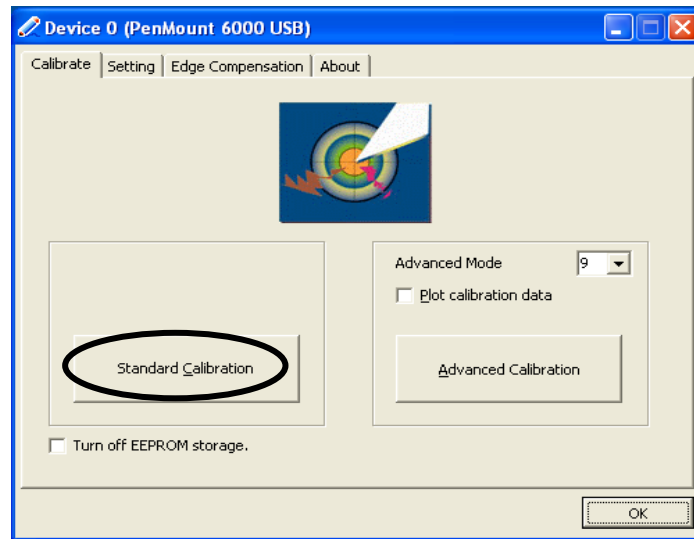 Device 0 (PenMount 6000 USB)
Calibrate Setting Edge Compensation About
Advanced Mode 9
Plot calibration data
Standard Calibration Advanced Calibration
Turn off EEPROM storage.
OK